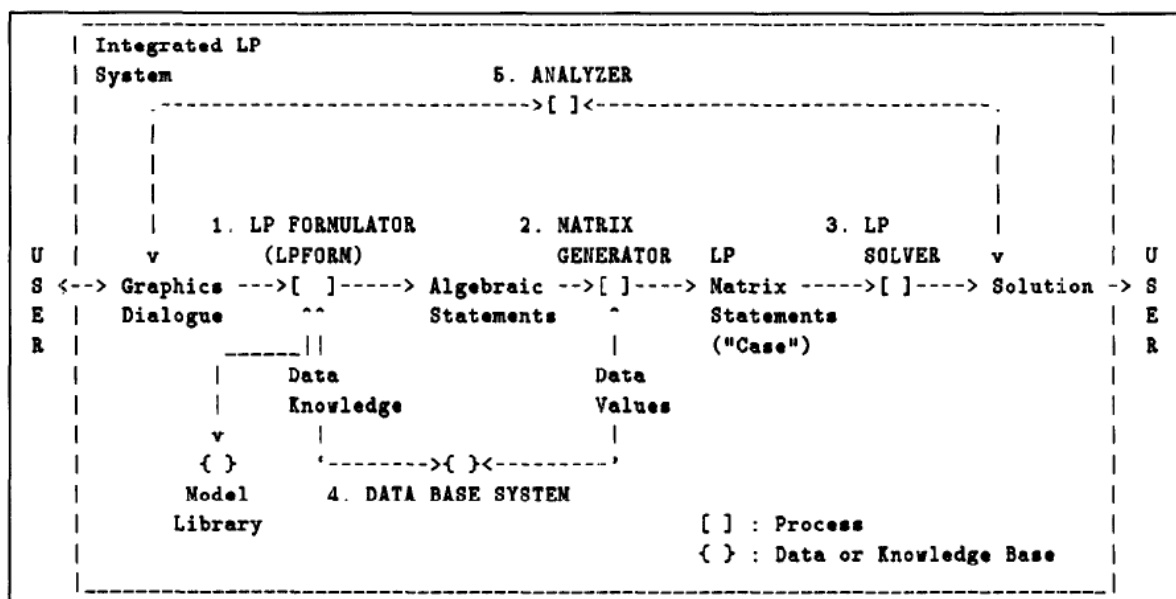 Integrated LP
System
5. ANALYZER
------------------------------>[ ]<--------------------------------
1. LP FORMULATOR 2. MATRIX 3. LP
U v (LPFORM) GENERATOR LP SOLVER v U
S <--> Graphics --->[ ]-----> Algebraic -->[ ]----> Matrix ----->[ ]----> Solution -> S
E Dialogue ^^ Statements ^ Statements E
R ("Case") R
Data Data
Knowledge Values
v
{ } '-------->{ }<----------'
Model 4. DATA BASE SYSTEM
Library [ ] : Process
{ } : Data or Knowledge Base